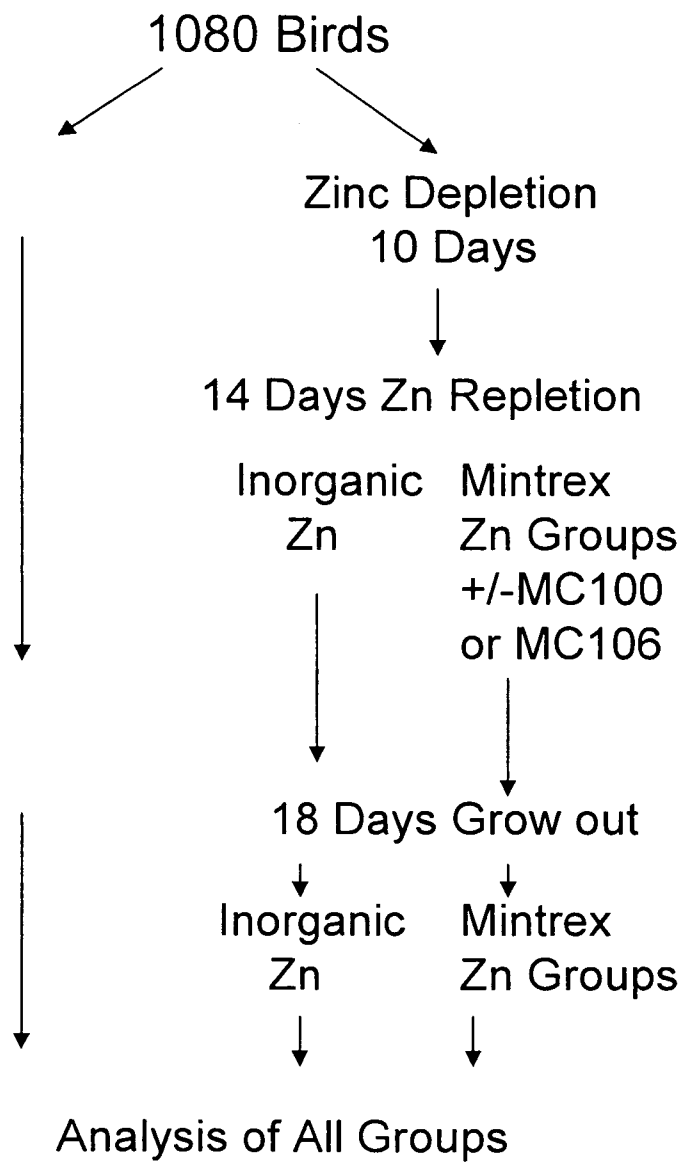 1080 Birds
Zinc Depletion
10 Days
14 Days Zn Repletion
Inorganic
Zn
Mintrex
Zn Groups
+/-MC100
or MC106
18 Days Grow out
Inorganic
Zn
Mintrex
Zn Groups
Analysis of All Groups